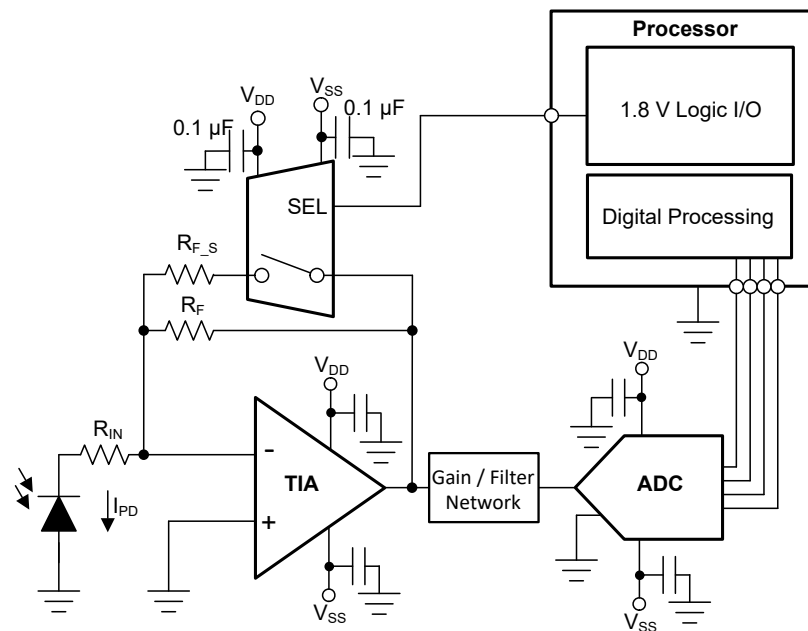 Processor
1.8 V Logic I/O
Digital Processing
VDD
VSS
0.1 µF
0.1 µF
SEL
RF_S
RF
VDD
VDD
RIN
-
TIA
+
Gain / Filter
Network
ADC
IPD
VSS
VSS